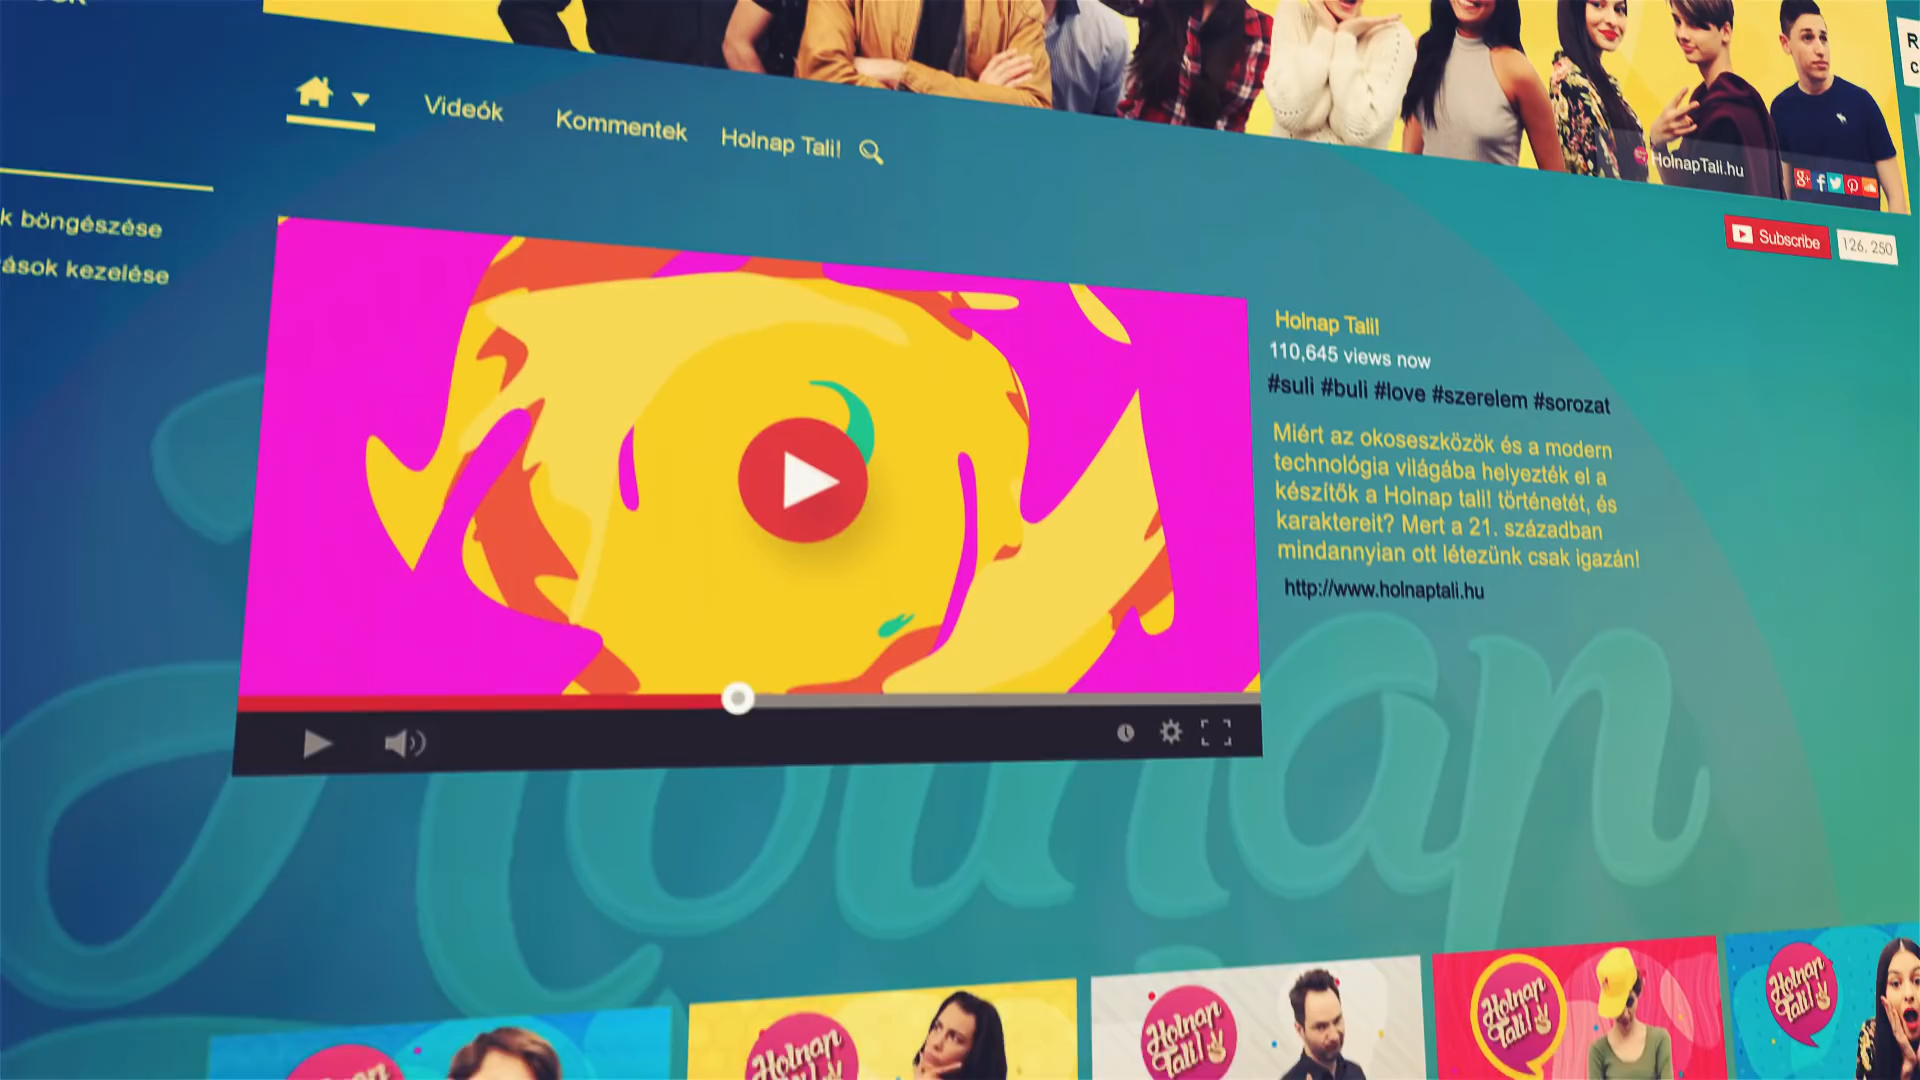 Videók
Kommentek
Holnap Tali!
HolnapTali.hu
k böngészése
ások kezelése
Subscribe
126. 250
Holnap Tali!
110,645 views now
#suli #buli #love #szerelem #sorozat
Miért az okoseszközök és a modern
technológia világába helyezték el a
készítők a Holnap tali! történetét, és
karaktereit? Mert a 21. században
mindannyian ott létezünk csak igazán!
http://www.holnaptali.hu
Holnap
Holnap
Holnap
Tali!
Holnap
Tali!
Holnap
Tali!
Holnap
Tali!